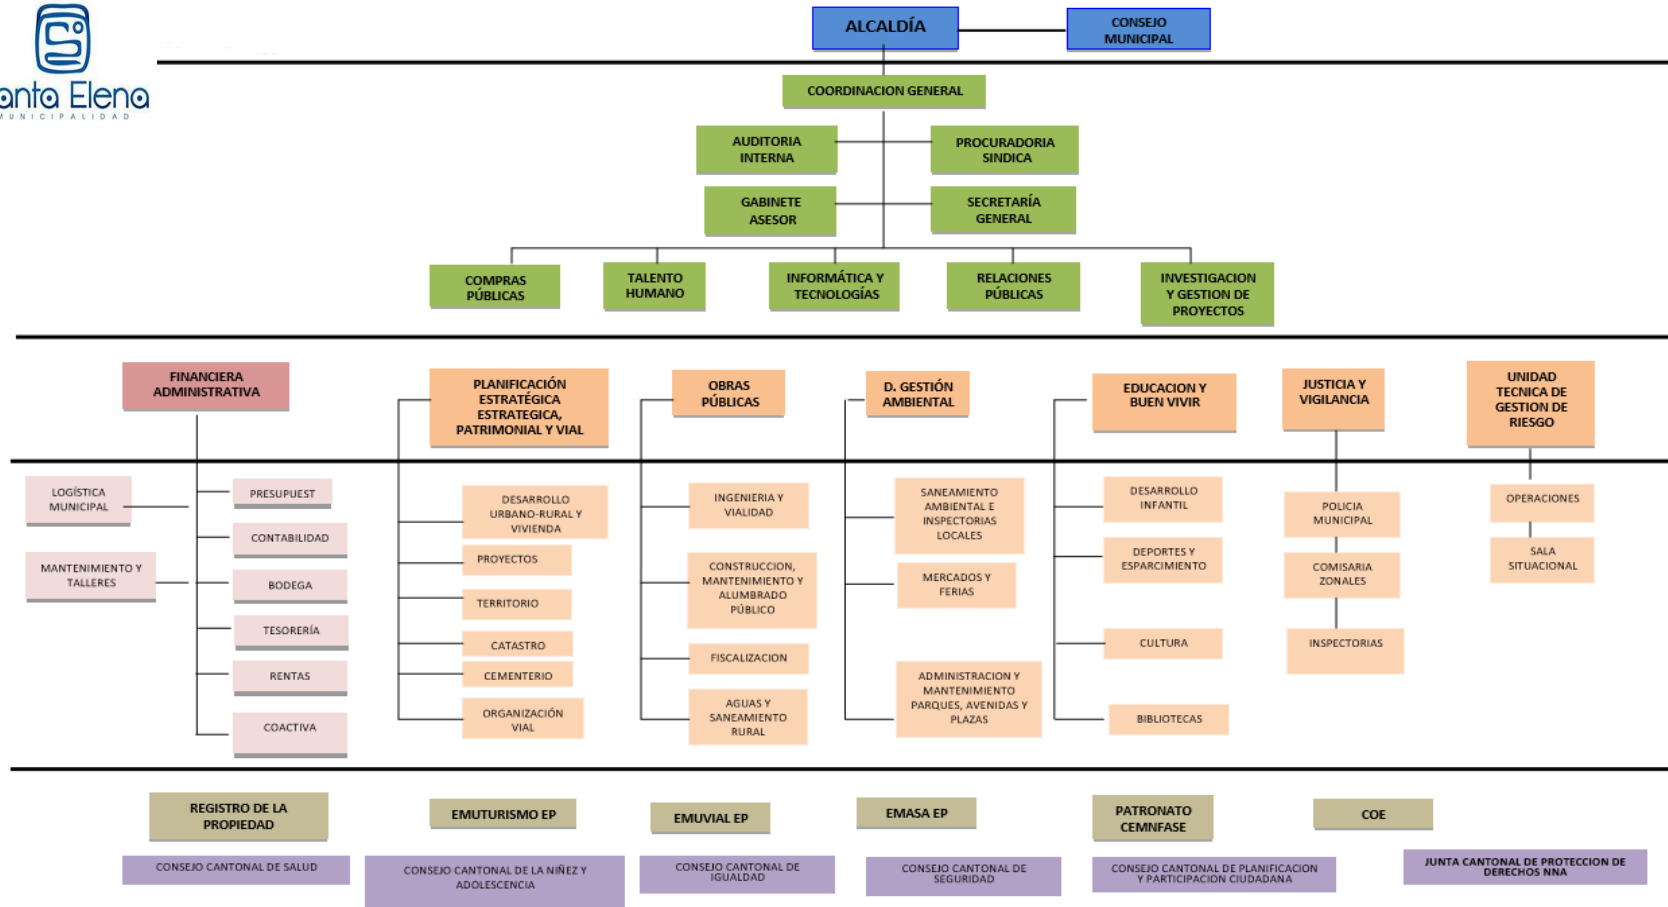 anta Elena
MUNICIPALIDAD
ALCALDÍA
CONSEJO
MUNICIPAL
COORDINACION GENERAL
AUDITORIA
INTERNA
PROCURADORIA
SINDICA
GABINETE
ASESOR
SECRETARÍA
GENERAL
COMPRAS
PÚBLICAS
TALENTO
HUMANO
INFORMÁTICA Y
TECNOLOGÍAS
RELACIONES
PÚBLICAS
INVESTIGACION
Y GESTION DE
PROYECTOS
FINANCIERA
ADMINISTRATIVA
PLANIFICACIÓN
ESTRATÉGICA
ESTRATEGICA,
PATRIMONIAL Y VIAL
OBRAS
PÚBLICAS
D. GESTIÓN
AMBIENTAL
EDUCACION Y
BUEN VIVIR
JUSTICIA Y
VIGILANCIA
UNIDAD
TECNICA DE
GESTION DE
RIESGO
LOGÍSTICA
MUNICIPAL
MANTENIMIENTO Y
TALLERES
PRESUPUEST
CONTABILIDAD
BODEGA
TESORERÍA
RENTAS
COACTIVA
DESARROLLO
URBANO-RURAL Y
VIVIENDA
PROYECTOS
TERRITORIO
CATASTRO
CEMENTERIO
ORGANIZACIÓN
VIAL
INGENIERIA Y
VIALIDAD
CONSTRUCCION,
MANTENIMIENTO Y
ALUMBRADO
PÚBLICO
FISCALIZACION
AGUAS Y
SANEAMIENTO
RURAL
SANEAMIENTO
AMBIENTAL E
INSPECTORIAS
LOCALES
MERCADOS Y
FERIAS
ADMINISTRACION Y
MANTENIMIENTO
PARQUES, AVENIDAS Y
PLAZAS
DESARROLLO
INFANTIL
DEPORTES Y
ESPARCIMIENTO
CULTURA
BIBLIOTECAS
POLICIA
MUNICIPAL
COMISARIA
ZONALES
INSPECTORIAS
OPERACIONES
SALA
SITUACIONAL
REGISTRO DE LA
PROPIEDAD
EMUTURISMO EP
EMUVIAL EP
EMASA EP
PATRONATO
CEMNFASE
COE
CONSEJO CANTONAL DE SALUD
CONSEJO CANTONAL DE LA NIÑEZ Y
ADOLESCENCIA
CONSEJO CANTONAL DE
IGUALDAD
CONSEJO CANTONAL DE
SEGURIDAD
CONSEJO CANTONAL DE PLANIFICACION
Y PARTICIPACION CIUDADANA
JUNTA CANTONAL DE PROTECCION DE
DERECHOS NNA